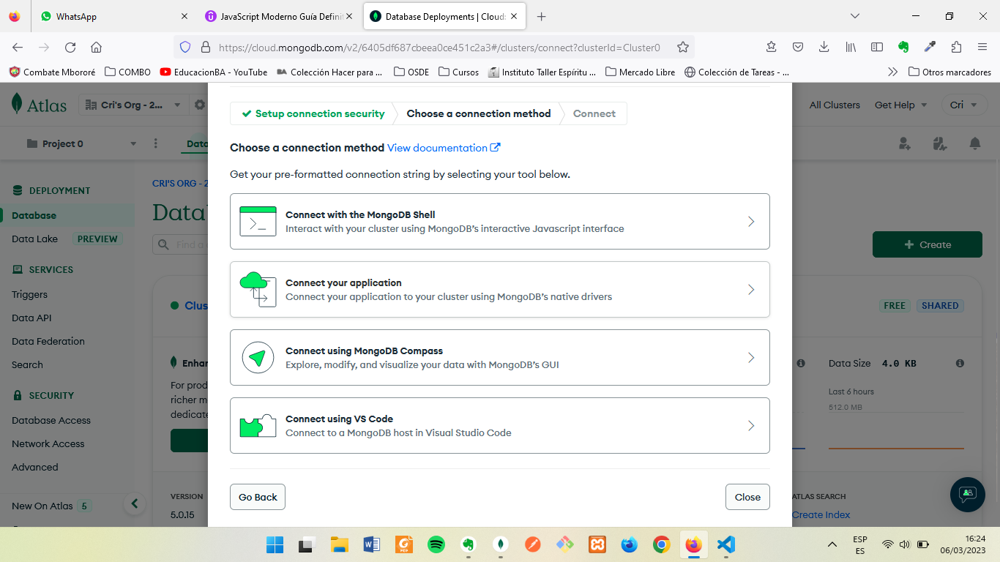 WhatsApp
JavaScript Moderno Guía Definit
Database Deployments | Cloud:
https://cloud.mongodb.com/v2/6405df687cbeea0ce451c2a3#/clusters/connect?clusterId=Cluster0
Combate Mbororé
COMBO
EducacionBA - YouTube
BA Colección Hacer para ...
OSDE
Cursos
Instituto Taller Espíritu ...
Mercado Libre
Colección de Tareas - ...
Otros marcadores
Atlas
Cri's Org - 2...
All Clusters
Get Help
Cri
Project 0
Data
Setup connection security
Choose a connection method
Connect
Choose a connection method View documentation
Get your pre-formatted connection string by selecting your tool below.
Connect with the MongoDB Shell
Interact with your cluster using MongoDB's interactive Javascript interface
Connect your application
Connect your application to your cluster using MongoDB's native drivers
Connect using MongoDB Compass
Explore, modify, and visualize your data with MongoDB's GUI
Connect using VS Code
Connect to a MongoDB host in Visual Studio Code
Go Back
Close
DEPLOYMENT
Database
Data Lake
PREVIEW
SERVICES
Triggers
Data API
Data Federation
Search
SECURITY
Database Access
Network Access
Advanced
New On Atlas 5
CRI'S ORG - 2
Data
Find a
Create
Clus
FREE
SHARED
Enhan
For prod
richer m
dedicate
Data Size 4.0 KB
Last 6 hours
512.0 MB
VERSION
5.0.15
ATLAS SEARCH
Create Index
PDF
ESP
ES
16:24
06/03/2023